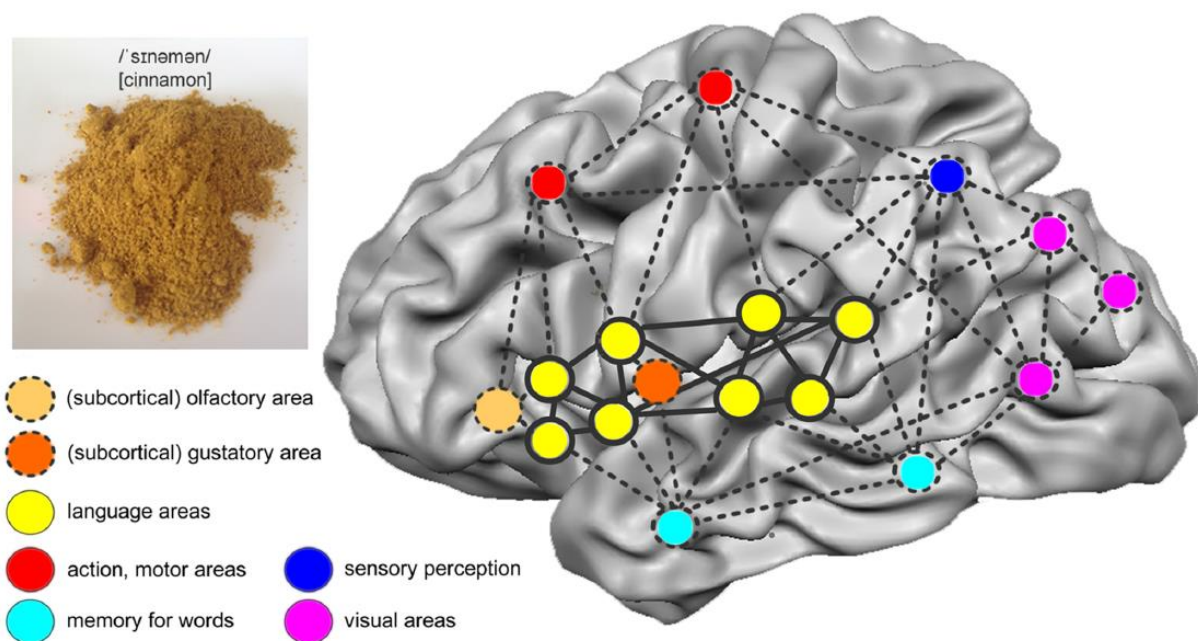 /ˈsɪnəmən/
[cinnamon]
(subcortical) olfactory area
(subcortical) gustatory area
language areas
action, motor areas
sensory perception
memory for words
visual areas